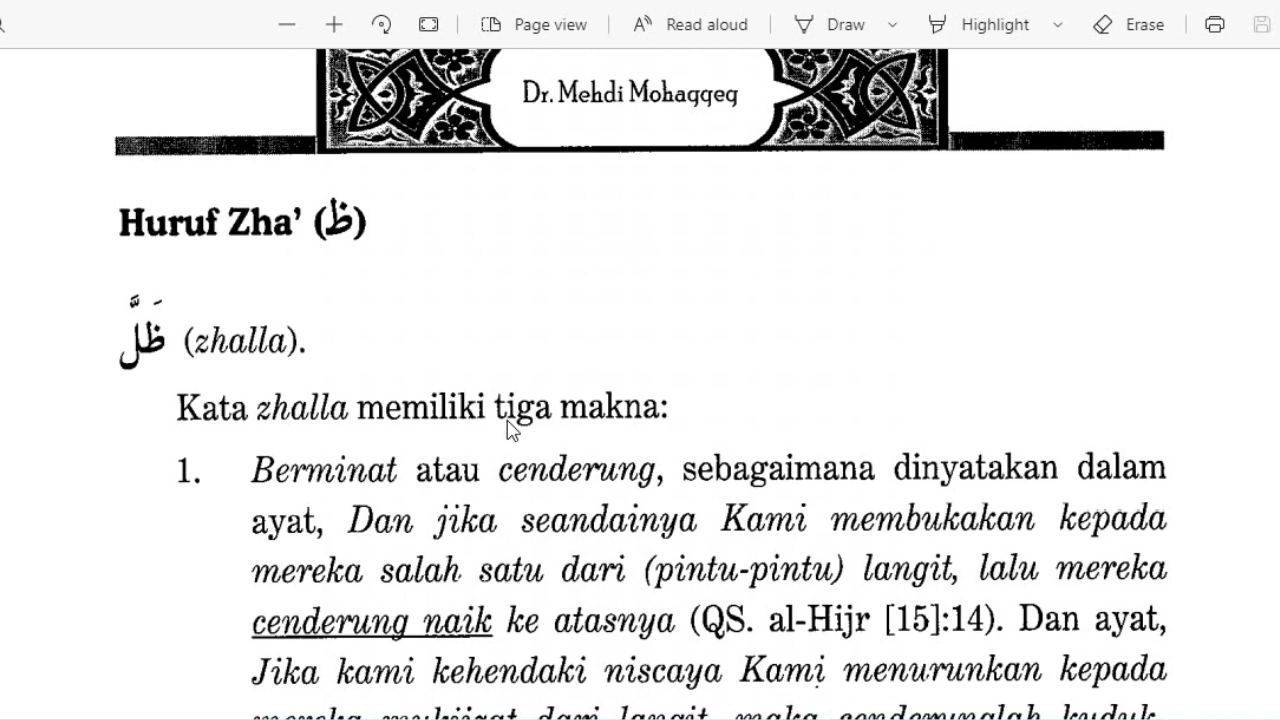 Page view
Read aloud
Draw
Highlight
Erase
Dr. Mehdi Mohaqqeq
Huruf Zha’ (ظ)
ظَلَّ (zhalla).
Kata zhalla memiliki tiga makna:
1. Berminat atau cenderung, sebagaimana dinyatakan dalam
ayat, Dan jika seandainya Kami membukakan kepada
mereka salah satu dari (pintu-pintu) langit, lalu mereka
cenderung naik ke atasnya (QS. al-Hijr [15]:14). Dan ayat,
Jika kami kehendaki niscaya Kami menurunkan kepada